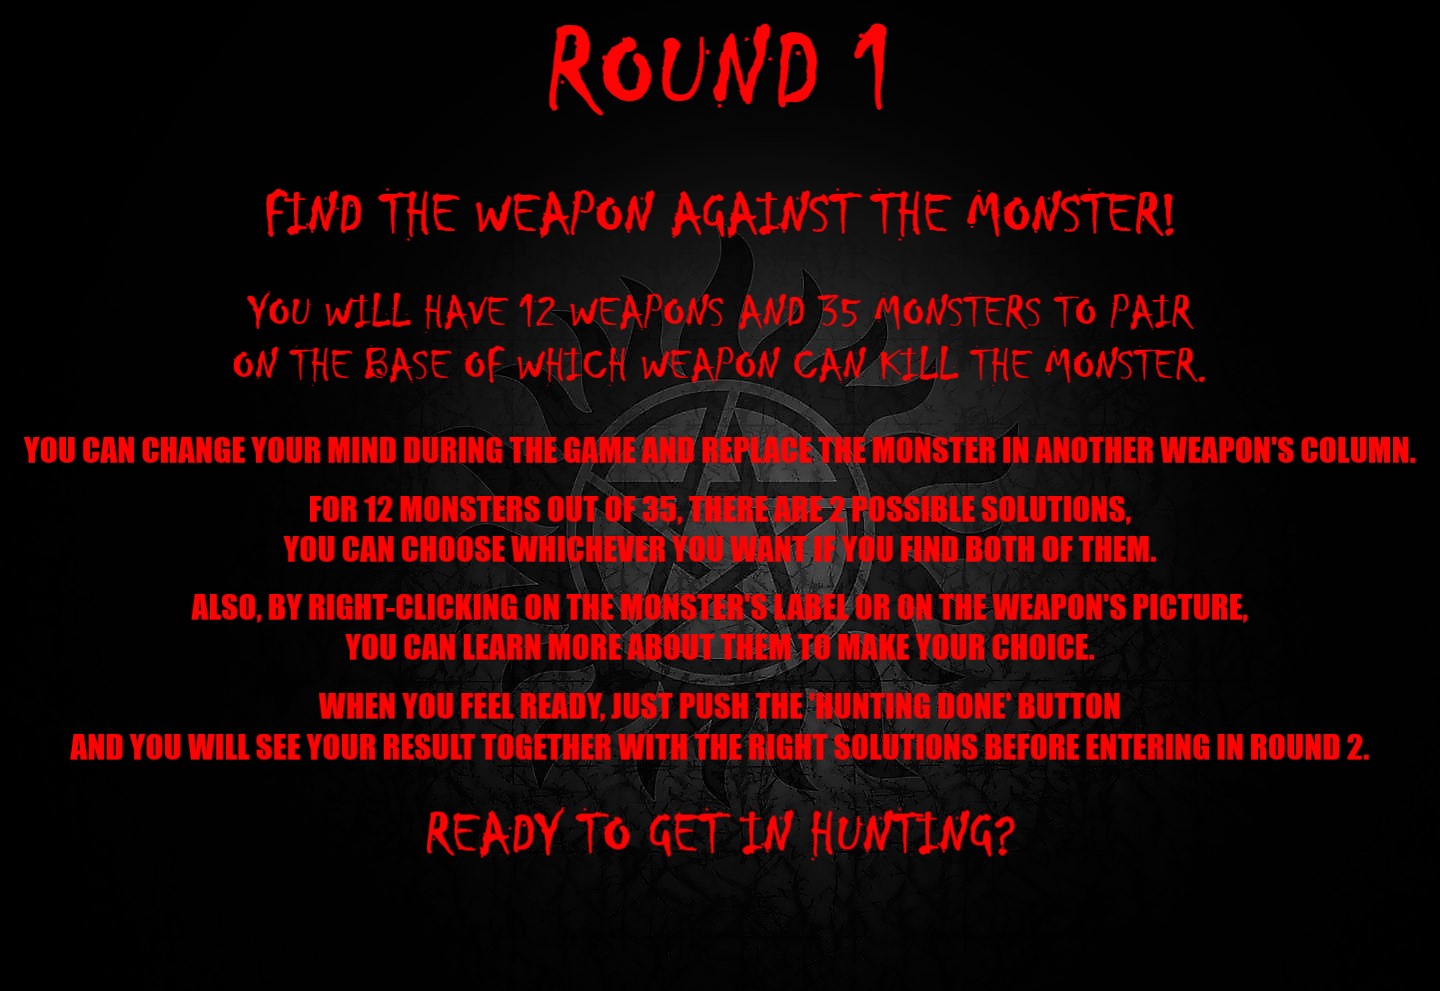 ROUND 1
FIND THE WEAPON AGAINST THE MONSTER!
YOU WILL HAVE 12 WEAPONS AND 35 MONSTERS TO PAIR
ON THE BASE OF WHICH WEAPON CAN KILL THE MONSTER.
YOU CAN CHANGE YOUR MIND DURING THE GAME AND REPLACE THE MONSTER IN ANOTHER WEAPON'S COLUMN.
FOR 12 MONSTERS OUT OF 35, THERE ARE 2 POSSIBLE SOLUTIONS,
YOU CAN CHOOSE WHICHEVER YOU WANT IF YOU FIND BOTH OF THEM.
ALSO, BY RIGHT-CLICKING ON THE MONSTER'S LABEL OR ON THE WEAPON'S PICTURE,
YOU CAN LEARN MORE ABOUT THEM TO MAKE YOUR CHOICE.
WHEN YOU FEEL READY, JUST PUSH THE 'HUNTING DONE' BUTTON
AND YOU WILL SEE YOUR RESULT TOGETHER WITH THE RIGHT SOLUTIONS BEFORE ENTERING IN ROUND 2.
READY TO GET IN HUNTING?